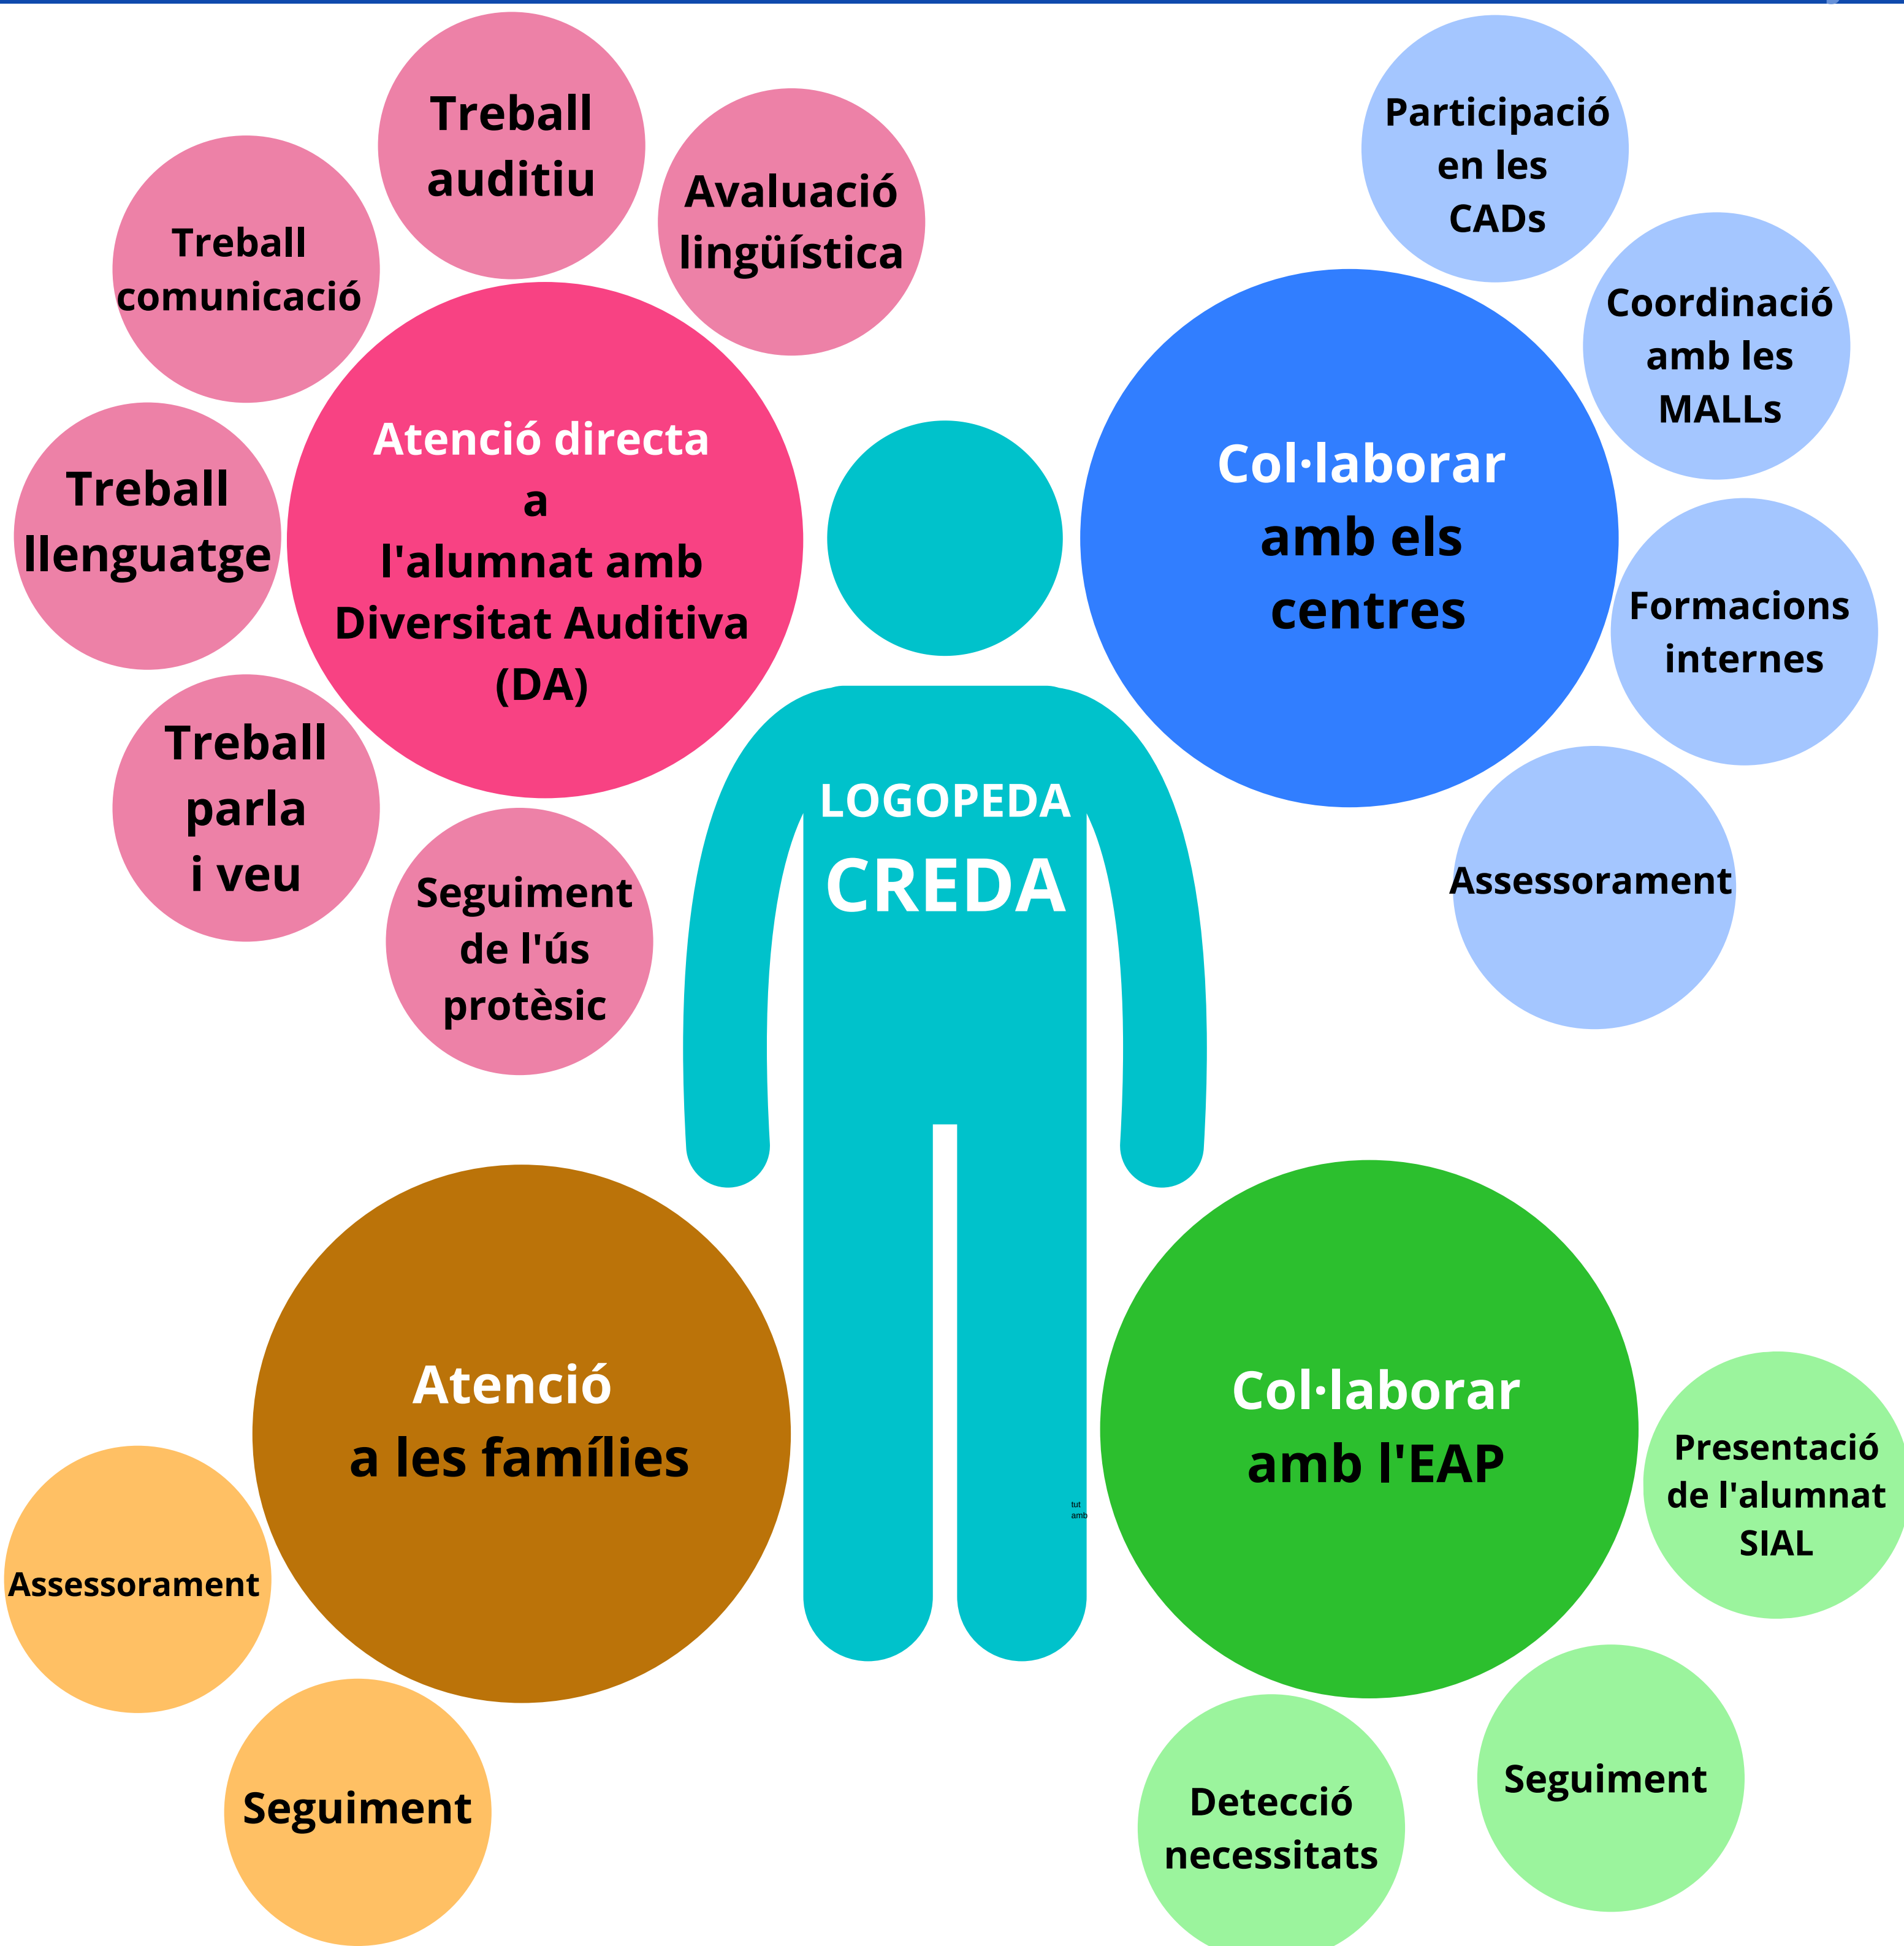 Treball
auditiu
Avaluació
lingüística
Treball
comunicació
Treball
llenguatge
Treball
parla
i veu
Seguiment
de l'ús
protèsic
Atenció directa
a
l'alumnat amb
Diversitat Auditiva
(DA)
Participació
en les
CADs
Coordinació
amb les
MALLs
Formacions
internes
Assessorament
Col·laborar
amb els
centres
LOGOPEDA
CREDA
Atenció
a les famílies
Assessorament
Seguiment
tut
amb
Col·laborar
amb l'EAP
Presentació
de l'alumnat
SIAL
Seguiment
Detecció
necessitats